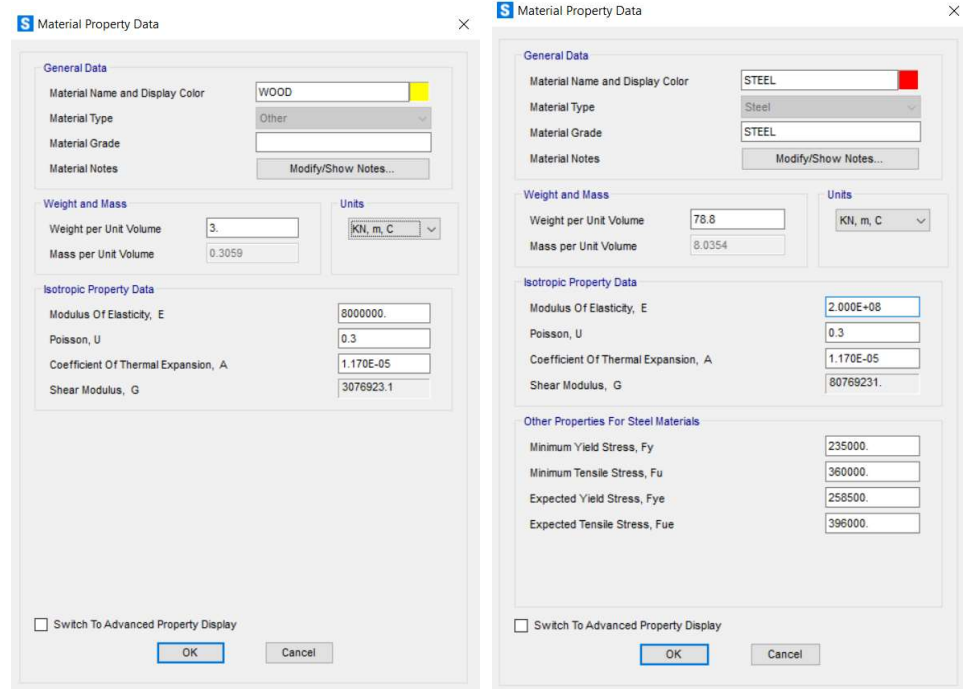 S Material Property Data
General Data
Material Name and Display Color WOOD
Material Type Other
Material Grade
Material Notes Modify/Show Notes...
Weight and Mass
Weight per Unit Volume 3.
Mass per Unit Volume 0.3059
Units
KN, m, C
Isotropic Property Data
Modulus Of Elasticity, E 8000000.
Poisson, U 0.3
Coefficient Of Thermal Expansion, A 1.170E-05
Shear Modulus, G 3076923.1
Switch To Advanced Property Display
OK Cancel
S Material Property Data
General Data
Material Name and Display Color STEEL
Material Type Steel
Material Grade STEEL
Material Notes Modify/Show Notes...
Weight and Mass
Weight per Unit Volume 78.8
Mass per Unit Volume 8.0354
Units
KN, m, C
Isotropic Property Data
Modulus Of Elasticity, E 2.000E+08
Poisson, U 0.3
Coefficient Of Thermal Expansion, A 1.170E-05
Shear Modulus, G 80769231.
Other Properties For Steel Materials
Minimum Yield Stress, Fy 235000.
Minimum Tensile Stress, Fu 360000.
Expected Yield Stress, Fye 258500.
Expected Tensile Stress, Fue 396000.
Switch To Advanced Property Display
OK Cancel